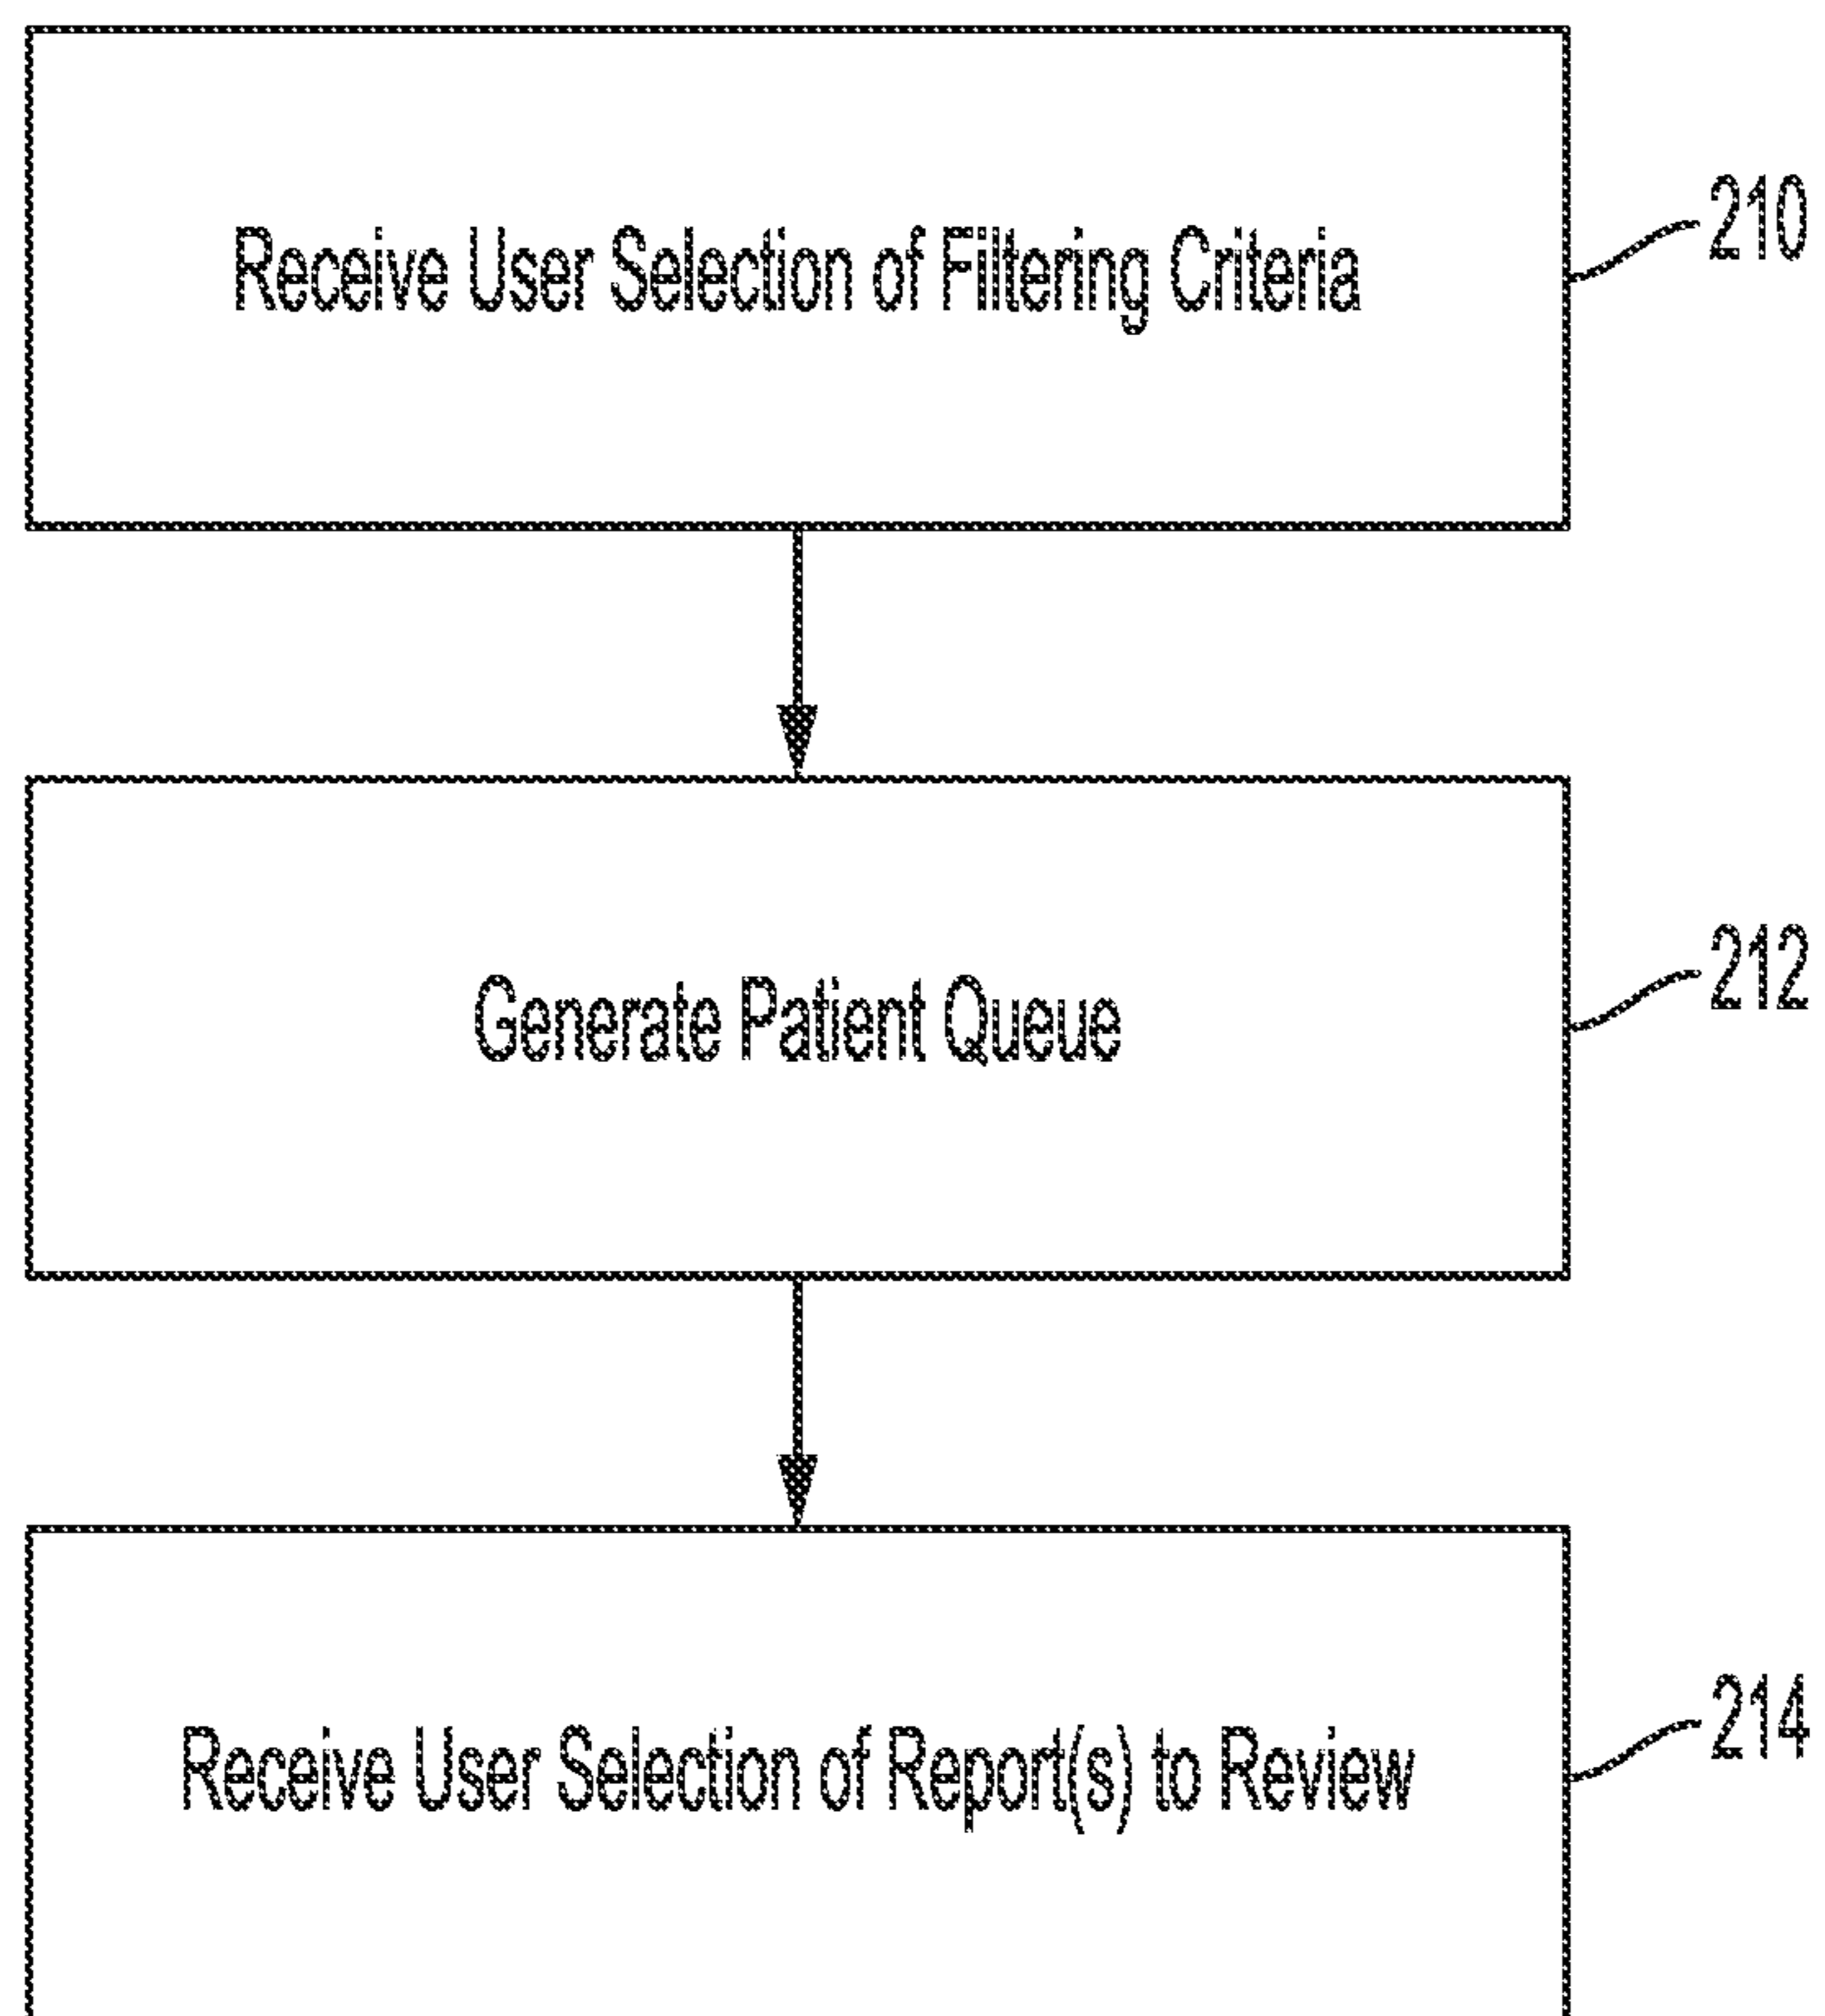 Receive User Selection of Filtering Criteria
210
Generate Patient Queue
212
Receive User Selection of Report(s) to Review
214